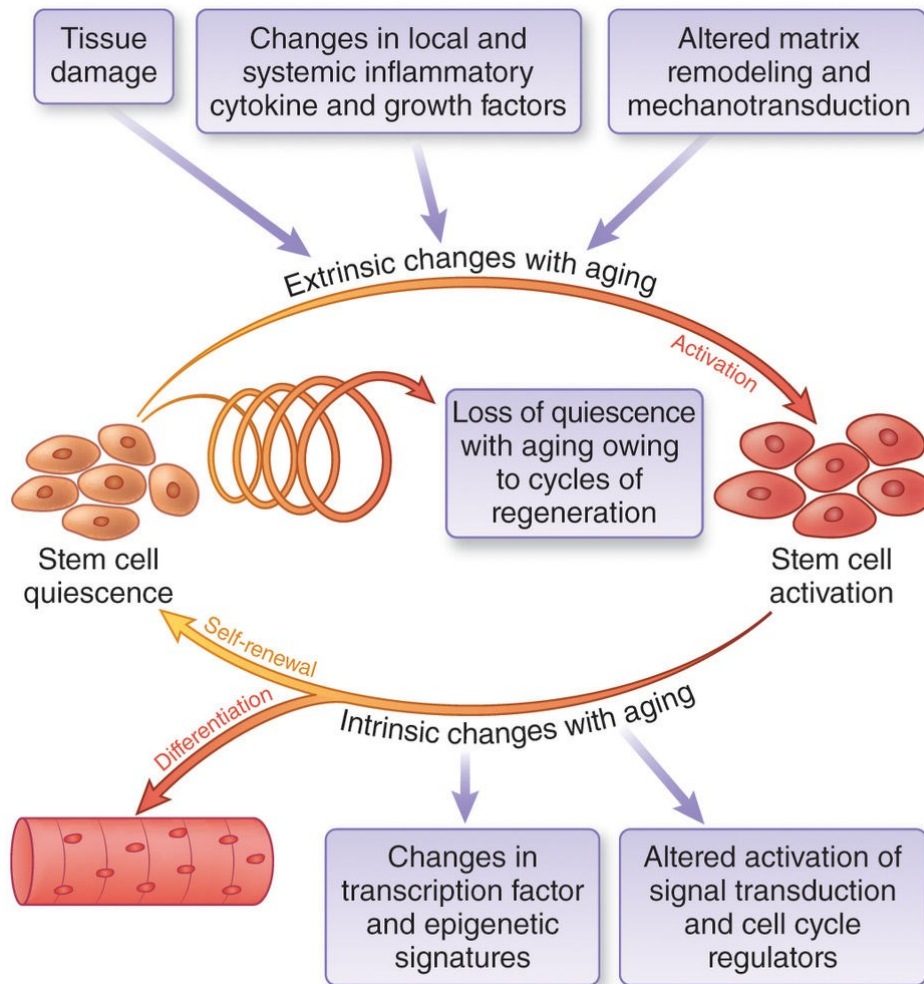 Tissue
damage
Changes in local and
systemic inflammatory
cytokine and growth factors
Altered matrix
remodeling and
mechanotransduction
Extrinsic changes with aging
Activation
Loss of quiescence
with aging owing
to cycles of
regeneration
Stem cell
quiescence
Stem cell
activation
Self-renewal
Differentiation
Intrinsic changes with aging
Changes in
transcription factor
and epigenetic
signatures
Altered activation of
signal transduction
and cell cycle
regulators